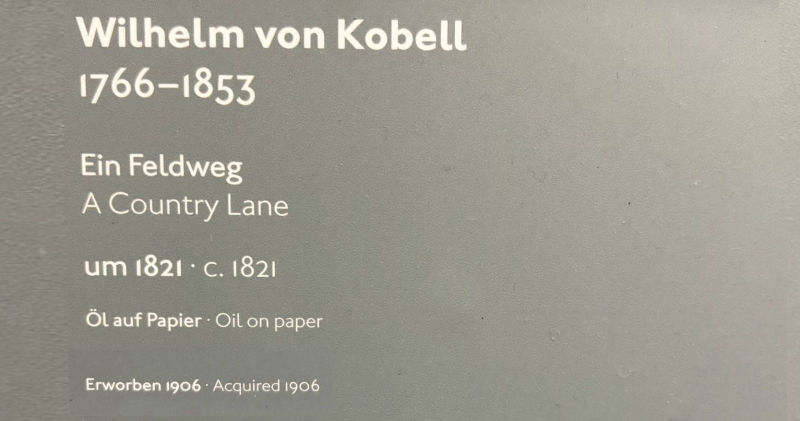 Wilhelm von Kobell
1766–1853
Ein Feldweg
A Country Lane
um 1821 · c. 1821
Öl auf Papier · Oil on paper
Erworben 1906 · Acquired 1906